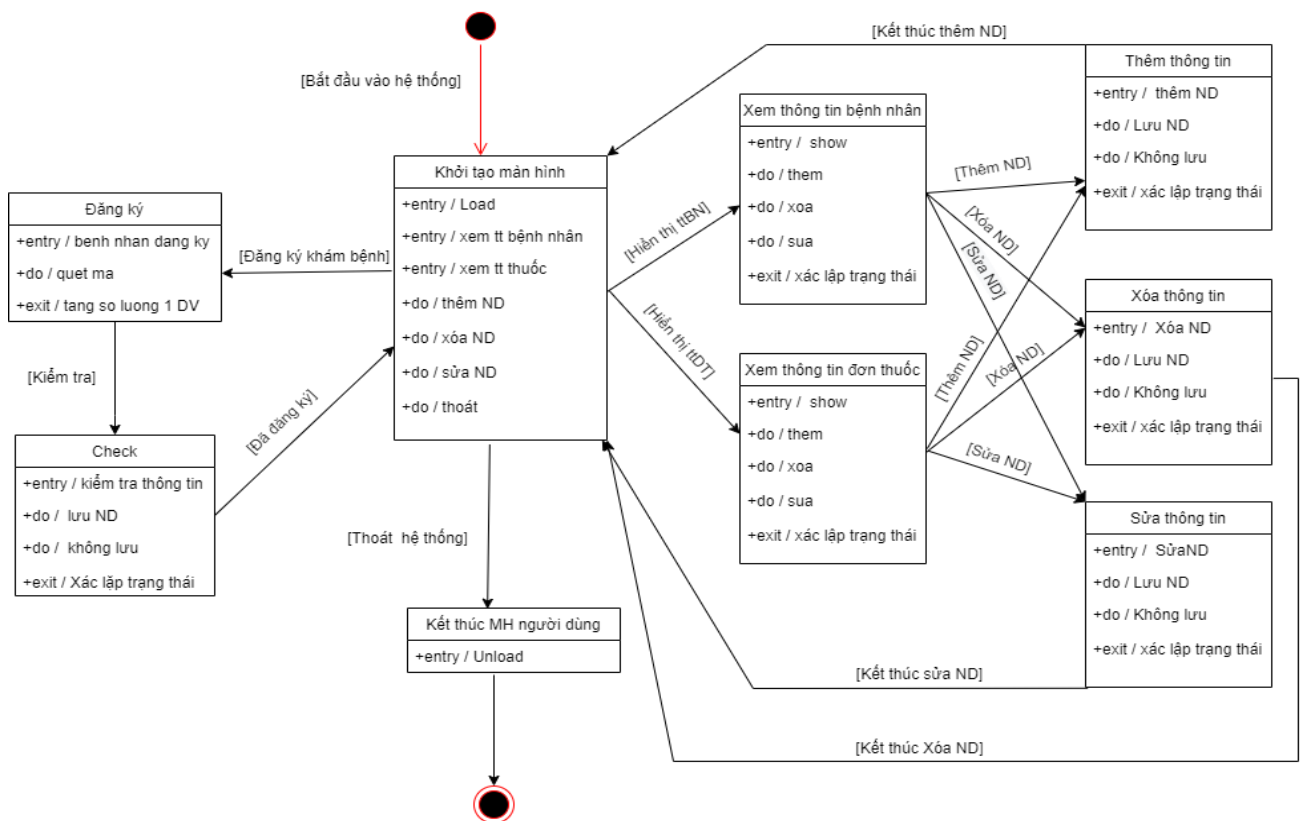 [Bắt đầu vào hệ thống]
Khởi tạo màn hình
+entry / Load
+entry / xem tt bệnh nhân
+entry / xem tt thuốc
+do / thêm ND
+do / xóa ND
+do / sửa ND
+do / thoát
[Đăng ký khám bệnh]
Đăng ký
+entry / benh nhan dang ky
+do / quet ma
+exit / tang so luong 1 DV
[Kiểm tra]
Check
+entry / kiểm tra thông tin
+do /  lưu ND
+do /  không lưu
+exit / Xác lặp trạng thái
[Đã đăng ký]
[Thoát  hệ thống]
Kết thúc MH người dùng
+entry / Unload
[Hiển thị ttBN]
[Hiển thị ttDT]
Xem thông tin bệnh nhân
+entry /  show
+do / them
+do / xoa
+do / sua
+exit / xác lập trạng thái
Xem thông tin đơn thuốc
+entry /  show
+do / them
+do / xoa
+do / sua
+exit / xác lập trạng thái
[Thêm ND]
[Xóa ND]
[Sửa ND]
[Thêm ND]
[Xóa ND]
[Sửa ND]
[Kết thúc thêm ND]
Thêm thông tin
+entry /  thêm ND
+do / Lưu ND
+do / Không lưu
+exit / xác lập trạng thái
Xóa thông tin
+entry /  Xóa ND
+do / Lưu ND
+do / Không lưu
+exit / xác lập trạng thái
Sửa thông tin
+entry /  SửaND
+do / Lưu ND
+do / Không lưu
+exit / xác lập trạng thái
[Kết thúc sửa ND]
[Kết thúc Xóa ND]